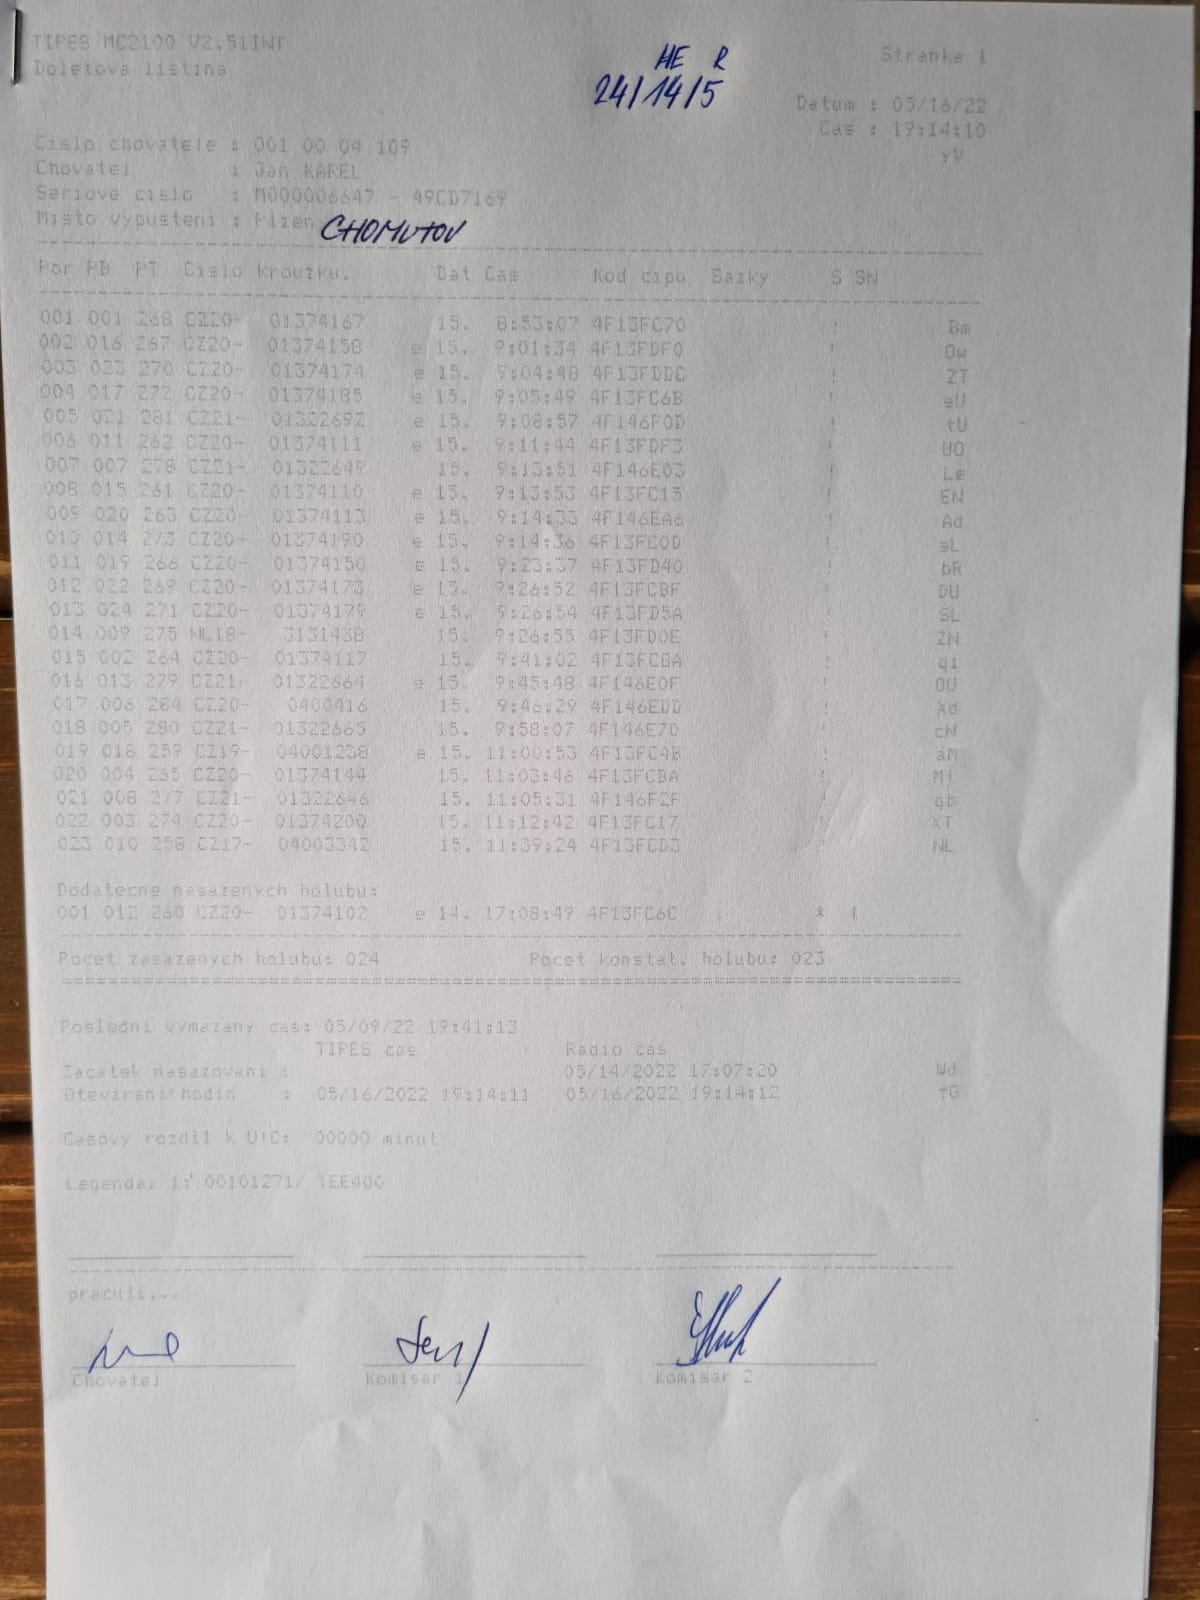 TIPES MC2100 V2.51INT
Stranka 1
Doletova listina
HE R
24/14/5
Datum : 05/16/22
Cas : 19:14:10
yV
Cislo chovatele : 001 00 04 109
Chovatel : Jan KAREL
Seriove cislo : M000006647 - 49CD7169
Misto vypusteni : Plzen CHOMUTOV
Por PB PT Cislo krouzku. Dat Cas Kod cipu Sazky S SN
001 001 268 CZ20- 01374167 15. 8:53:07 4F13FC70 ! Bm
002 016 267 CZ20- 01374158 e 15. 9:01:34 4F13FDF0 ! Ow
003 023 270 CZ20- 01374174 e 15. 9:04:48 4F13FDDC ! ZT
004 017 272 CZ20- 01374185 e 15. 9:05:49 4F13FC6B ! eU
005 021 281 CZ21- 01322692 e 15. 9:08:57 4F146F0D ! tU
006 011 262 CZ20- 01374111 e 15. 9:11:44 4F13FDF3 ! UO
007 007 278 CZ21- 01322649 15. 9:13:51 4F146E03 ! Le
008 015 261 CZ20- 01374110 e 15. 9:13:53 4F13FC15 ! EN
009 020 263 CZ20- 01374113 e 15. 9:14:33 4F146EA6 ! Ad
010 014 273 CZ20- 01374190 e 15. 9:14:36 4F13FC0D ! sL
011 019 266 CZ20- 01374150 e 15. 9:23:37 4F13FD40 ! bR
012 022 269 CZ20- 01374173 e 15. 9:26:52 4F13FCBF ! DU
013 024 271 CZ20- 01374179 e 15. 9:26:54 4F13FD5A ! SL
014 009 275 NL18- 3131438 15. 9:26:55 4F13FD0E ! ZN
015 002 264 CZ20- 01374117 15. 9:41:02 4F13FC8A ! qi
016 013 279 CZ21- 01322664 e 15. 9:45:48 4F146E0F ! OU
017 006 284 CZ20- 0400416 15. 9:46:29 4F146EDD ! Xd
018 005 280 CZ21- 01322665 15. 9:58:07 4F146E7D ! cN
019 018 259 CZ19- 04001238 e 15. 11:00:53 4F13FC4B ! aM
020 004 265 CZ20- 01374144 15. 11:03:46 4F13FCBA ! Mj
021 008 277 CZ21- 01322646 15. 11:05:31 4F146F2F ! gb
022 003 274 CZ20- 01374200 15. 11:12:42 4F13FC17 ! XT
023 010 258 CZ17- 04003342 15. 11:39:24 4F13FCD3 ! NL
Dodatecne nasazenych holubu:
001 012 260 CZ20- 01374102 e 14. 17:08:49 4F13FC6C * 1
Pocet zasazenych holubu: 024 Pocet konstat. holubu: 023
Posledni vymazany cas: 05/09/22 19:41:13
TIPES cas Radio cas
Zacatek nasazovani : 05/14/2022 17:07:20 Wd
Otevirani hodin : 05/16/2022 19:14:11 05/16/2022 19:14:12 TG
Casovy rozdil k UTC: 00000 minut
Legenda: 1: 00101271/ TEE400
pracuji...
Chovatel Komisar 1 Komisar 2